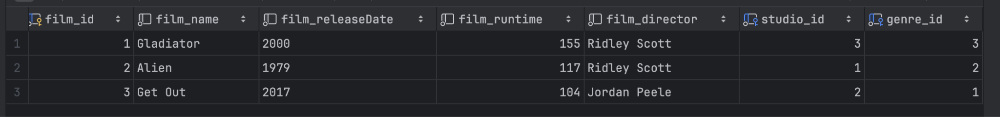 film_id film_name film_releaseDate film_runtime film_director studio_id genre_id
1 1 Gladiator 2000 155 Ridley Scott 3 3
2 2 Alien 1979 117 Ridley Scott 1 2
3 3 Get Out 2017 104 Jordan Peele 2 1